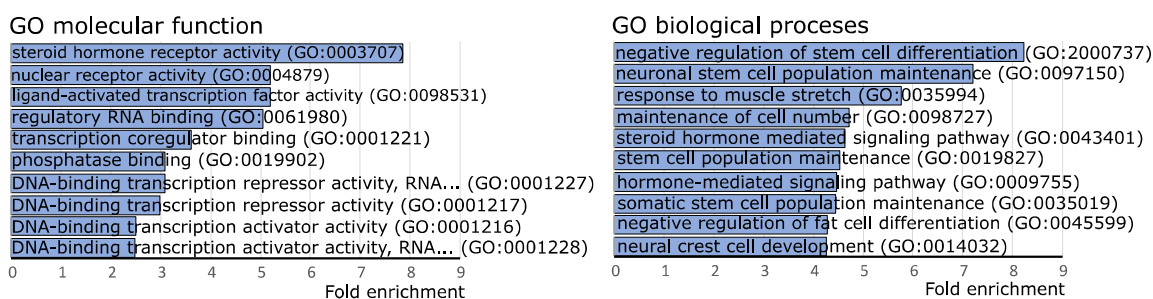 GO molecular function
steroid hormone receptor activity (GO:0003707)
nuclear receptor activity (GO:0004879)
ligand-activated transcription factor activity (GO:0098531)
regulatory RNA binding (GO:0061980)
transcription coregulator binding (GO:0001221)
phosphatase binding (GO:0019902)
DNA-binding transcription repressor activity, RNA... (GO:0001227)
DNA-binding transcription repressor activity (GO:0001217)
DNA-binding transcription activator activity (GO:0001216)
DNA-binding transcription activator activity, RNA... (GO:0001228)
0 1 2 3 4 5 6 7 8 9
Fold enrichment
GO biological proceses
negative regulation of stem cell differentiation (GO:2000737)
neuronal stem cell population maintenance (GO:0097150)
response to muscle stretch (GO:0035994)
maintenance of cell number (GO:0098727)
steroid hormone mediated signaling pathway (GO:0043401)
stem cell population maintenance (GO:0019827)
hormone-mediated signaling pathway (GO:0009755)
somatic stem cell population maintenance (GO:0035019)
negative regulation of fat cell differentiation (GO:0045599)
neural crest cell development (GO:0014032)
0 1 2 3 4 5 6 7 8 9
Fold enrichment